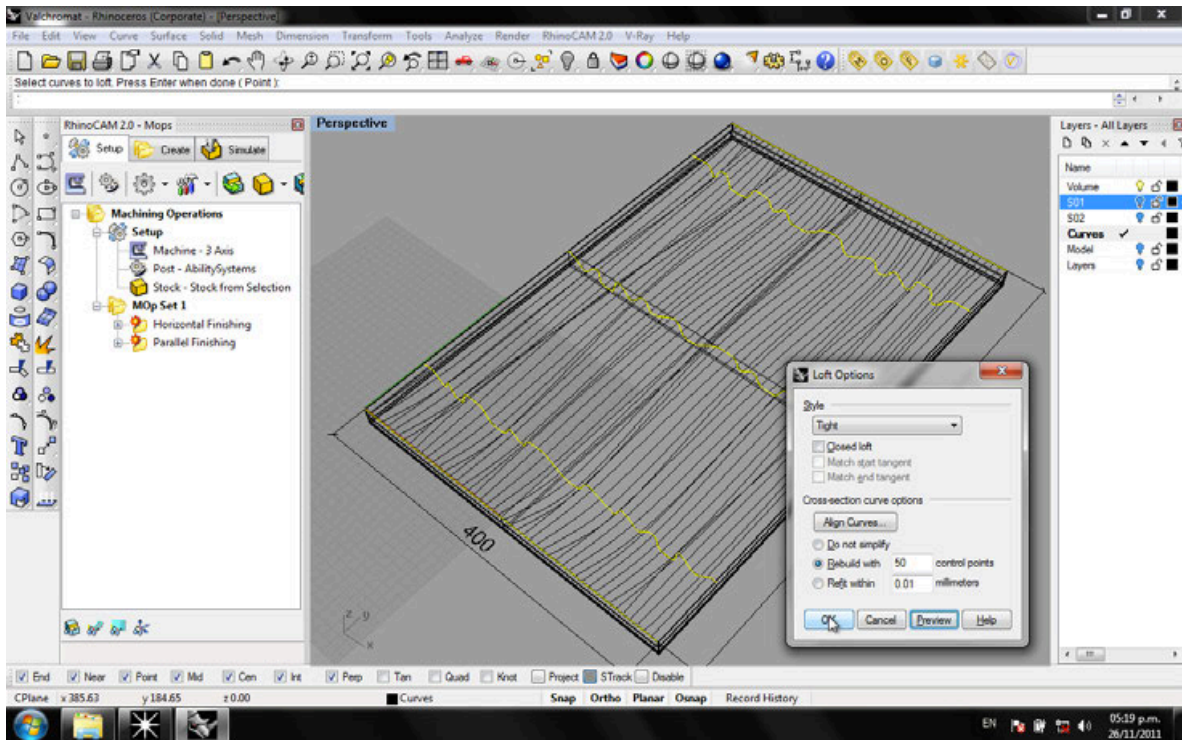 Valchromat - Rhinoceros (Corporate) - [Perspective]
File Edit View Curve Surface Solid Mesh Dimension Transform Tools Analyze Render RhinoCAM 2.0 V-Ray Help
Select curves to loft. Press Enter when done ( Point ):
RhinoCAM 2.0 - Mops
Setup Create Simulate
Machining Operations
Setup
Machine - 3 Axis
Post - AbilitySystems
Stock - Stock from Selection
MOp Set 1
Horizontal Finishing
Parallel Finishing
Perspective
400
z y
x
Loft Options
Style
Tight
Closed loft
Match start tangent
Match end tangent
Cross-section curve options
Align Curves...
Do not simplify
Rebuild with 50 control points
Refit within 0.01 millimeters
OK Cancel Preview Help
Layers - All Layers
Name
Volume
S01
S02
Curves
Model
Layers
End Near Point Mid Cen Int Perp Tan Quad Knot Project STrack Disable
CPlane x 385.63 y 184.65 z 0.00 Curves Snap Ortho Planar Osnap Record History
EN 05:19 p.m.
26/11/2011